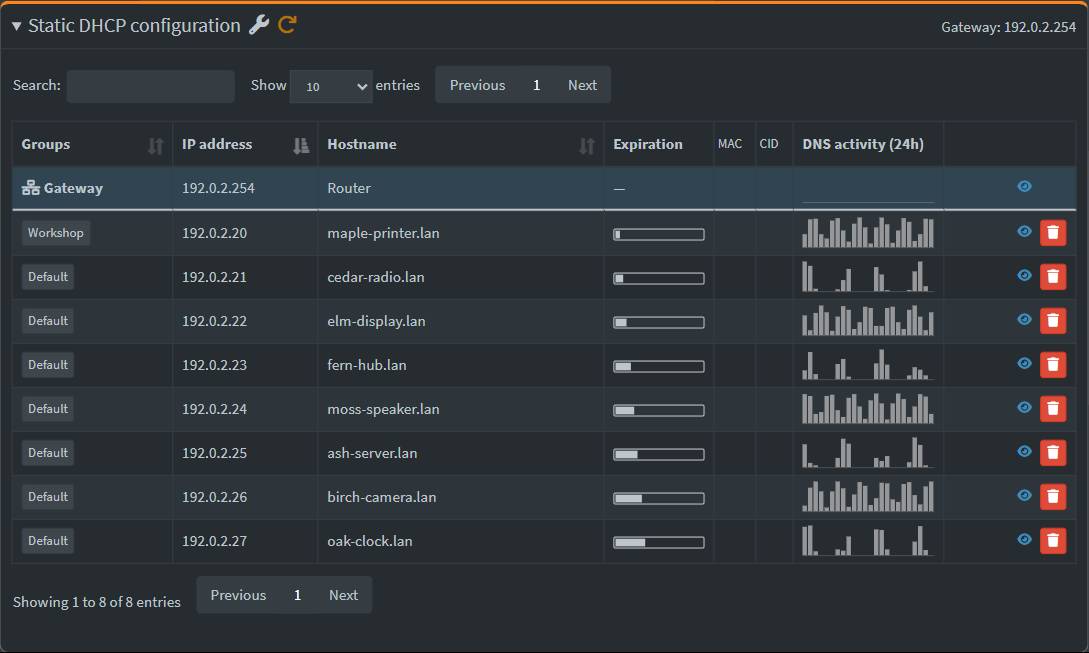 Static DHCP configuration Gateway: 192.0.2.254
Search: Show 10 entries Previous 1 Next
Groups IP address Hostname Expiration MAC CID DNS activity (24h)
Gateway 192.0.2.254 Router —
Workshop 192.0.2.20 maple-printer.lan
Default 192.0.2.21 cedar-radio.lan
Default 192.0.2.22 elm-display.lan
Default 192.0.2.23 fern-hub.lan
Default 192.0.2.24 moss-speaker.lan
Default 192.0.2.25 ash-server.lan
Default 192.0.2.26 birch-camera.lan
Default 192.0.2.27 oak-clock.lan
Showing 1 to 8 of 8 entries Previous 1 Next